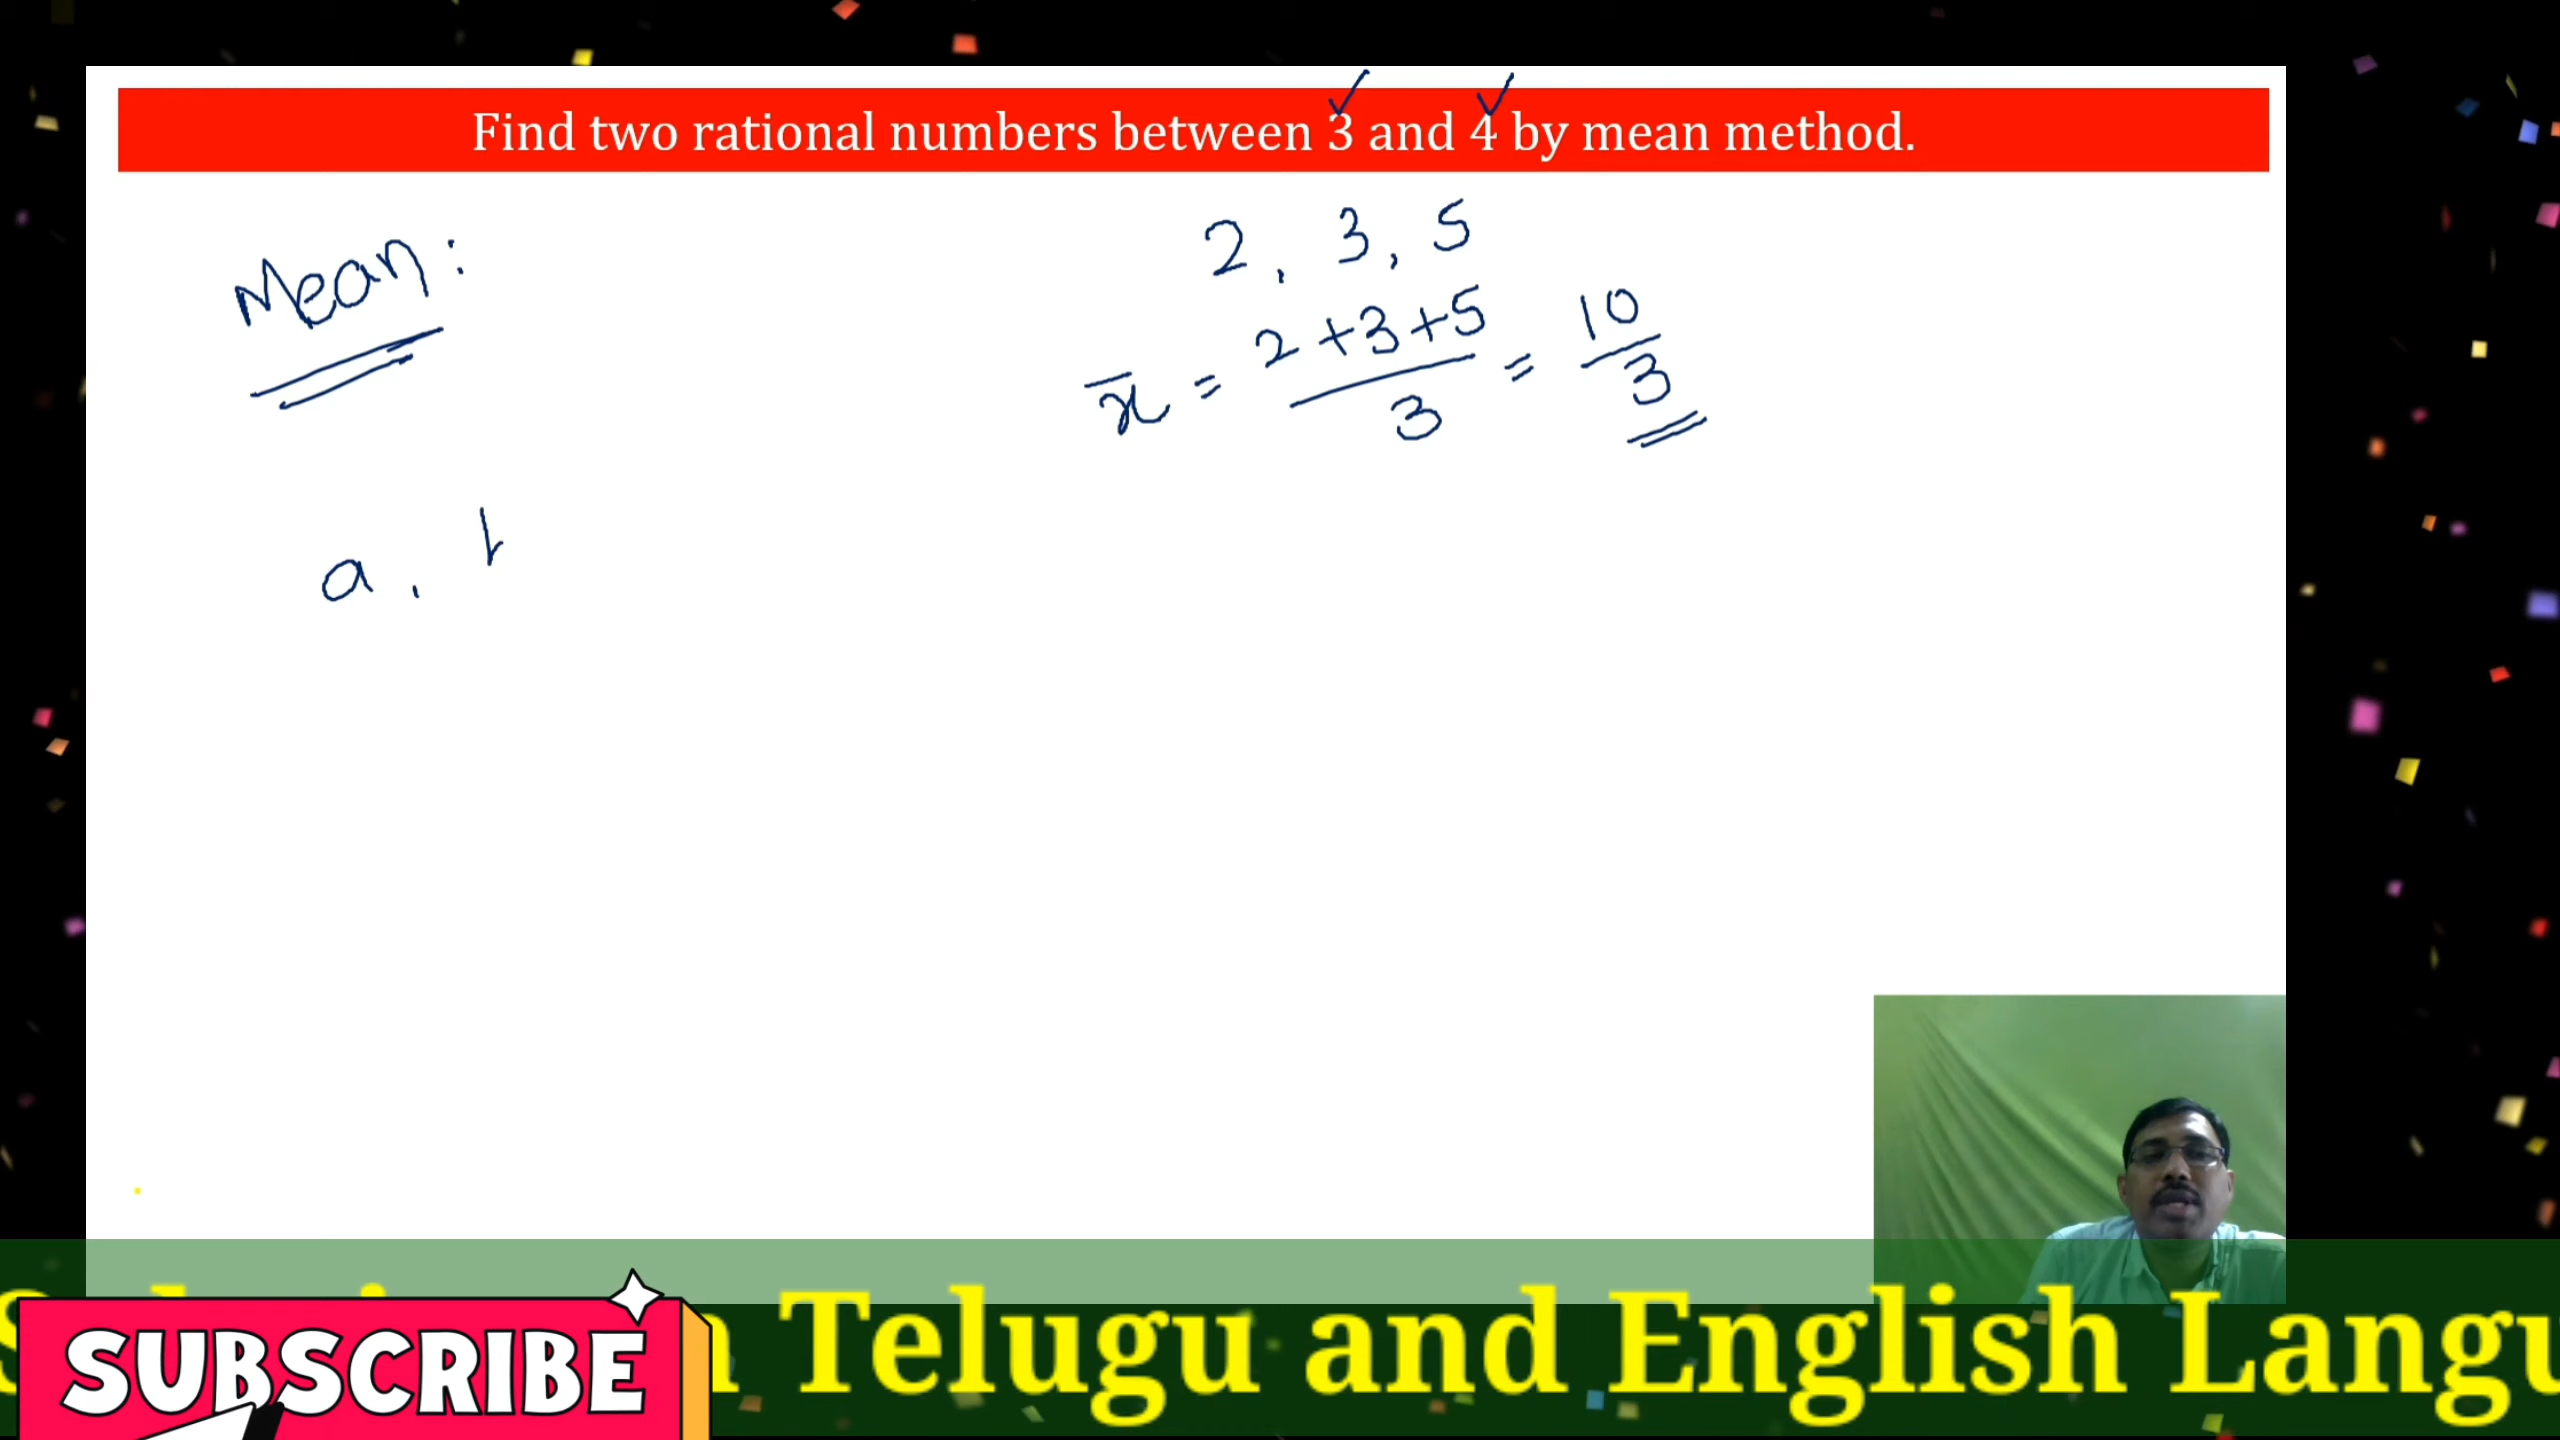 Find two rational numbers between 3 and 4 by mean method.
Mean:
2, 3, 5
x̄ = 2+3+5/3 = 10/3
a,
Telugu and English Langu
SUBSCRIBE